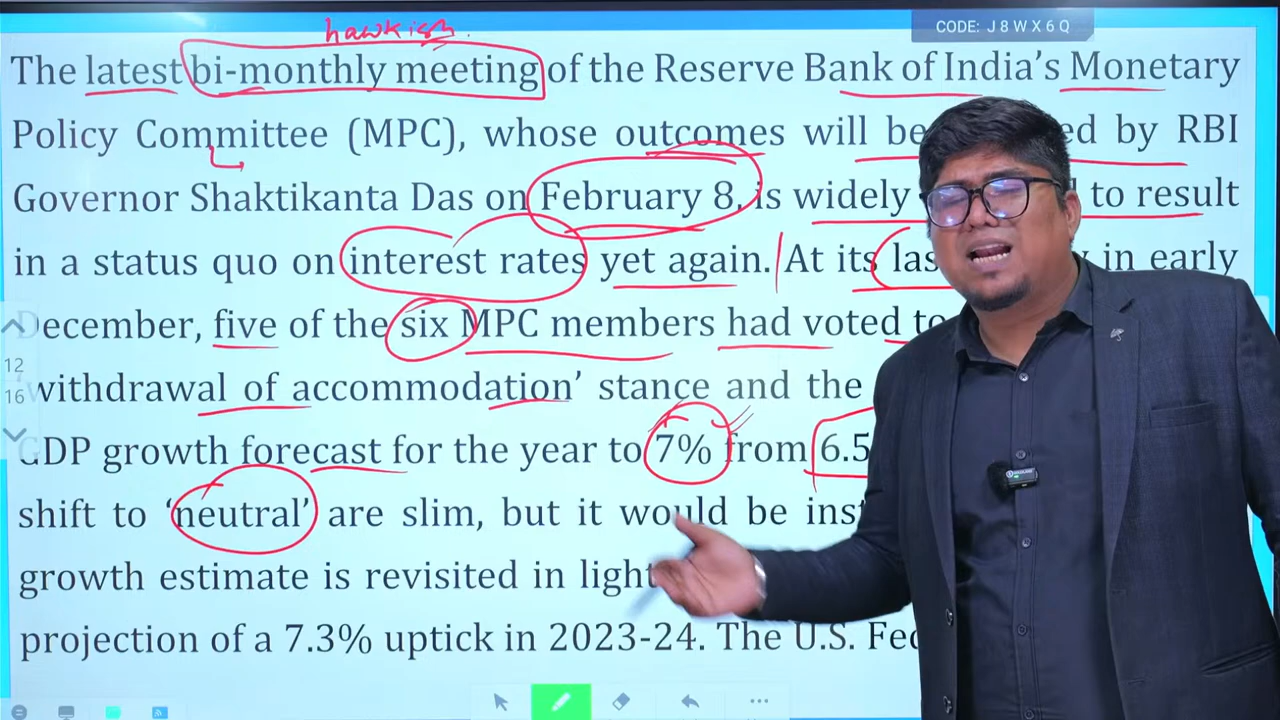 CODE: J 8 W X 6 Q
hawkish
The latest bi-monthly meeting of the Reserve Bank of India's Monetary
Policy Committee (MPC), whose outcomes will be ed by RBI
Governor Shaktikanta Das on February 8, is widely to result
in a status quo on interest rates yet again. At its las in early
December, five of the six MPC members had voted to
withdrawal of accommodation' stance and the
GDP growth forecast for the year to 7% from 6.5
shift to 'neutral' are slim, but it would be inst
growth estimate is revisited in light
projection of a 7.3% uptick in 2023-24. The U.S. Fed
12
16